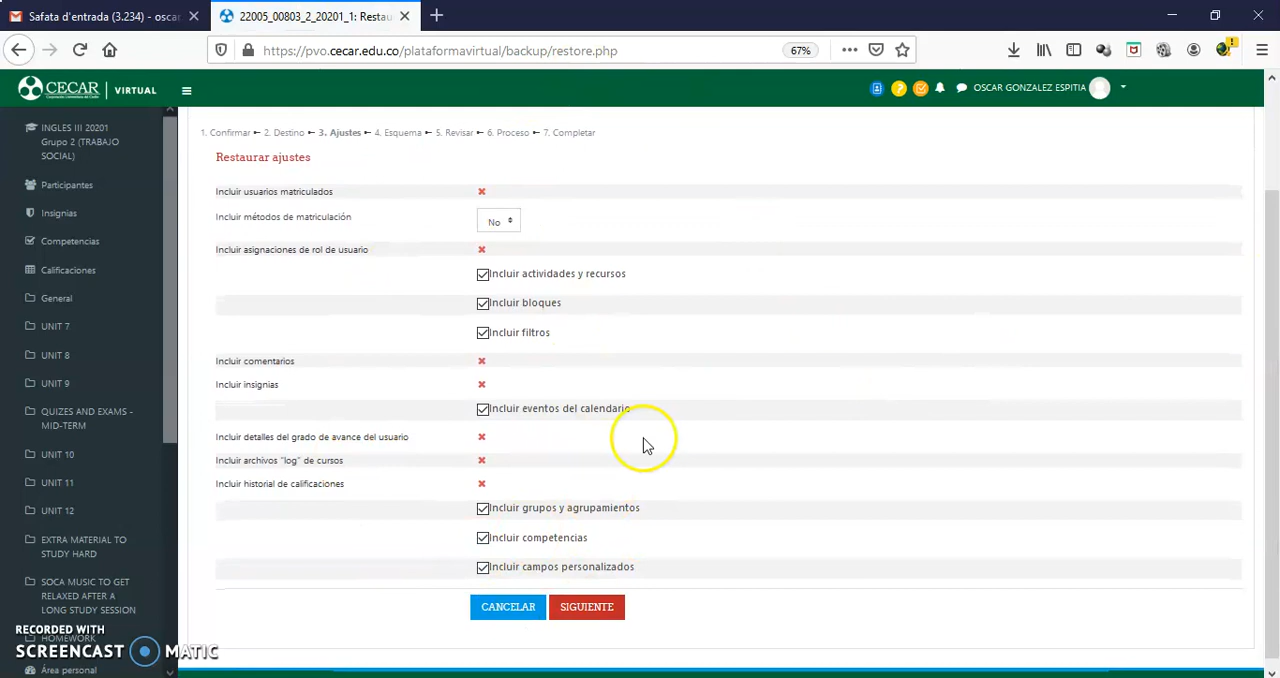 Safata d'entrada (3.234) - oscar
22005_00803_2_20201_1: Restau
https://pvo.cecar.edu.co/plataformavirtual/backup/restore.php
67%
CECAR VIRTUAL
OSCAR GONZALEZ ESPITIA
INGLES III 20201
Grupo 2 (TRABAJO
SOCIAL)
Participantes
Insignias
Competencias
Calificaciones
General
UNIT 7
UNIT 8
UNIT 9
QUIZES AND EXAMS -
MID-TERM
UNIT 10
UNIT 11
UNIT 12
EXTRA MATERIAL TO
STUDY HARD
SOCA MUSIC TO GET
RELAXED AFTER A
LONG STUDY SESSION
HOMEWORK
Área personal
1. Confirmar ← 2. Destino ← 3. Ajustes ← 4. Esquema ← 5. Revisar ← 6. Proceso ← 7. Completar
Restaurar ajustes
Incluir usuarios matriculados
Incluir métodos de matriculación No
Incluir asignaciones de rol de usuario
Incluir actividades y recursos
Incluir bloques
Incluir filtros
Incluir comentarios
Incluir insignias
Incluir eventos del calendario
Incluir detalles del grado de avance del usuario
Incluir archivos "log" de cursos
Incluir historial de calificaciones
Incluir grupos y agrupamientos
Incluir competencias
Incluir campos personalizados
CANCELAR SIGUIENTE
RECORDED WITH
SCREENCAST MATIC